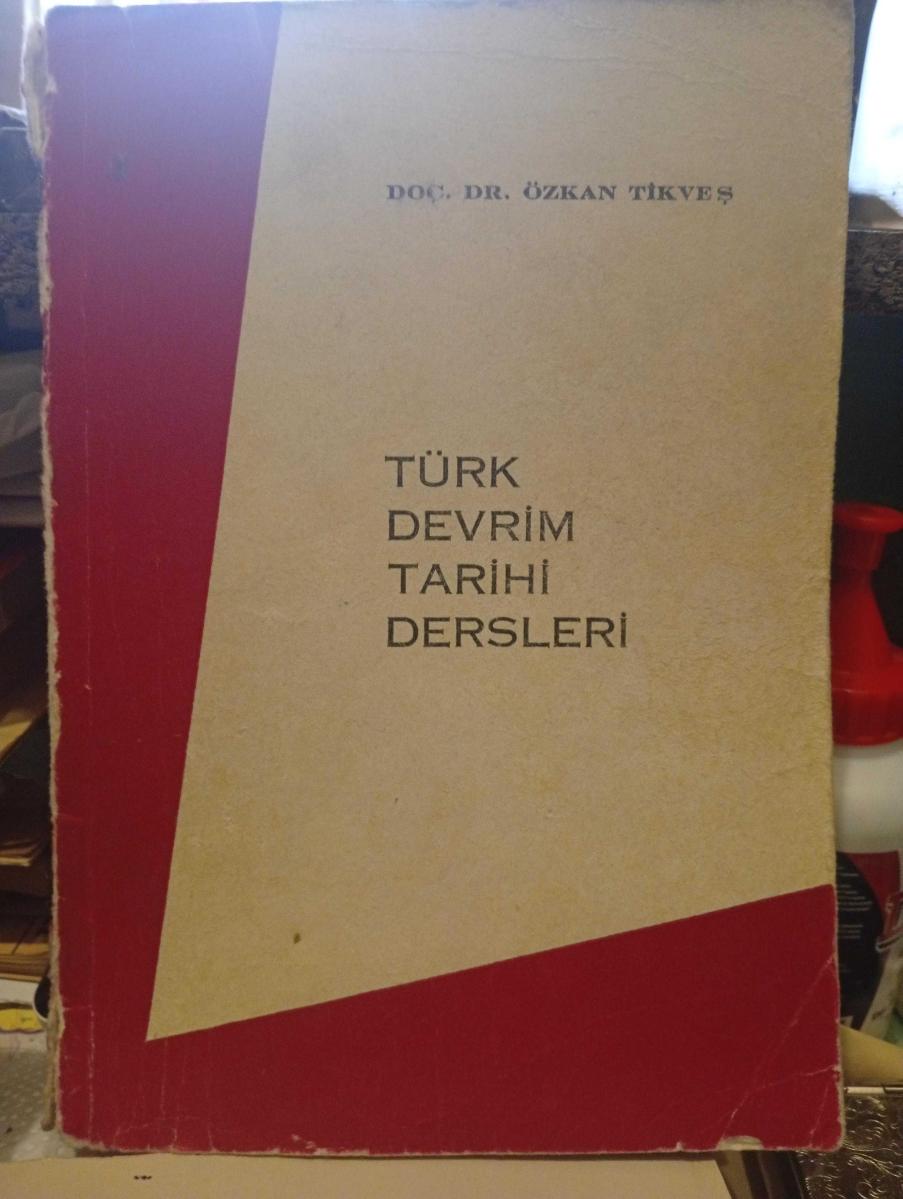 DOÇ. DR. ÖZKAN TİKVEŞ
TÜRK
DEVRİM
TARİHİ
DERSLERİ